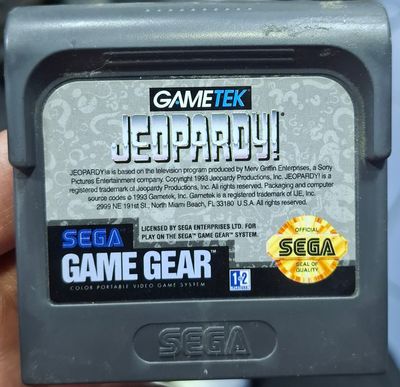 GAMETEK
JEOPARDY!®
JEOPARDY!® is based on the television program produced by Merv Griffin Enterprises, a Sony
Pictures Entertainment company. Copyright 1993 Jeopardy Productions, Inc. JEOPARDY! is a
registered trademark of Jeopardy Productions, Inc. All rights reserved. Packaging and computer
source codes © 1993 Gametek, Inc. Gametek is a registered trademark of UE, Inc.
2999 NE 191st St., North Miami Beach, FL 33180 U.S.A. All rights reserved.
SEGA
LICENSED BY SEGA ENTERPRISES LTD. FOR
PLAY ON THE SEGA™ GAME GEAR™ SYSTEM.
OFFICIAL
SEGA
SEAL OF
QUALITY
GAME GEAR™
COLOR PORTABLE VIDEO GAME SYSTEM
SEGA